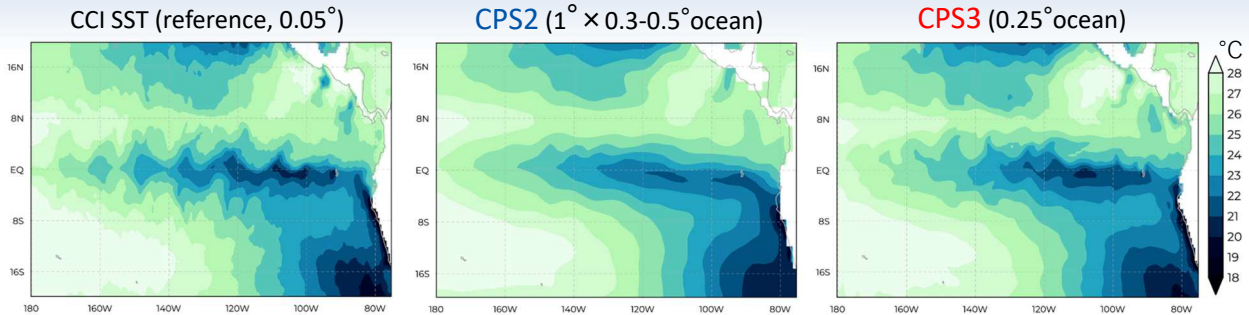 CCI SST (reference, 0.05°)
CPS2 (1° × 0.3-0.5°ocean)
CPS3 (0.25°ocean)
°C
16N
8N
EQ
8S
16S
160W 140W 120W 100W 80W
16N
8N
EQ
8S
16S
160W 140W 120W 100W 80W
16N
8N
EQ
8S
16S
160W 140W 120W 100W 80W
28
27
26
25
24
23
22
21
20
19
18